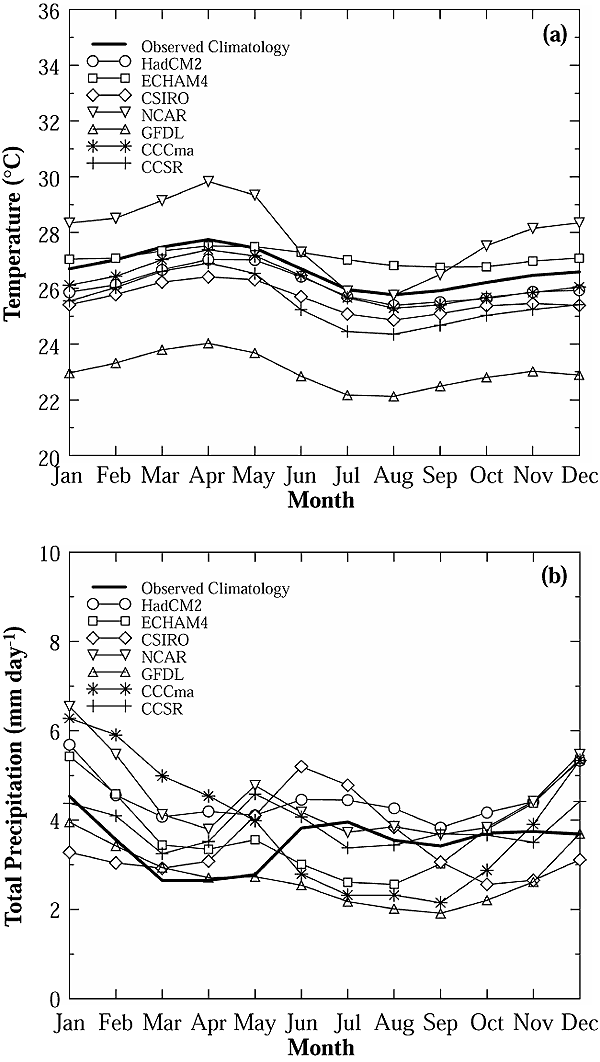 36
34
32
30
28
26
24
22
20
Temperature (°C)
(a)
Observed Climatology
HadCM2
ECHAM4
CSIRO
NCAR
GFDL
CCCma
CCSR
Jan Feb Mar Apr May Jun Jul Aug Sep Oct Nov Dec
Month
10
8
6
4
2
0
Total Precipitation (mm day⁻¹)
(b)
Observed Climatology
HadCM2
ECHAM4
CSIRO
NCAR
GFDL
CCCma
CCSR
Jan Feb Mar Apr May Jun Jul Aug Sep Oct Nov Dec
Month